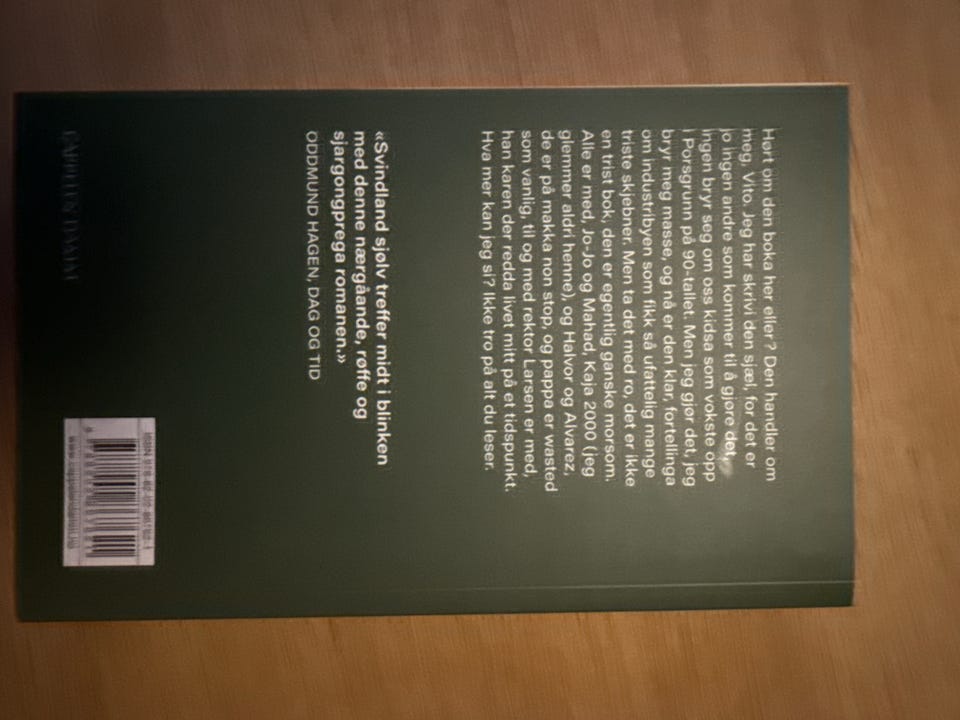 Hørt om den boka her eller? Den handler om
meg, Vito. Jeg har skrivi den sjæl, for det er
jo ingen andre som kommer til å gjøre det,
ingen bryr seg om oss kidsa som vokste opp
i Porsgrunn på 90-tallet. Men jeg gjør det, jeg
bryr meg masse, og nå er den klar, fortellinga
om industribyen som fikk så ufattelig mange
triste skjebner. Men ta det med ro, det er ikke
en trist bok, den er egentlig ganske morsom.
Alle er med, Jo-Jo og Mahad, Kaja 2000 (jeg
glemmer aldri henne), og Halvor og Alvarez,
de er på makka non stop, og pappa er wasted
som vanlig, til og med rektor Larsen er med,
han karen der redda livet mitt på et tidspunkt.
Hva mer kan jeg si? Ikke tro på alt du leser.
«Svindland sjølv treffer midt i blinken
med denne nærgåande, røffe og
sjargongprega romanen.»
ODDMUND HAGEN, DAG OG TID
CAPPELEN DAMM
www.cappelendamm.no